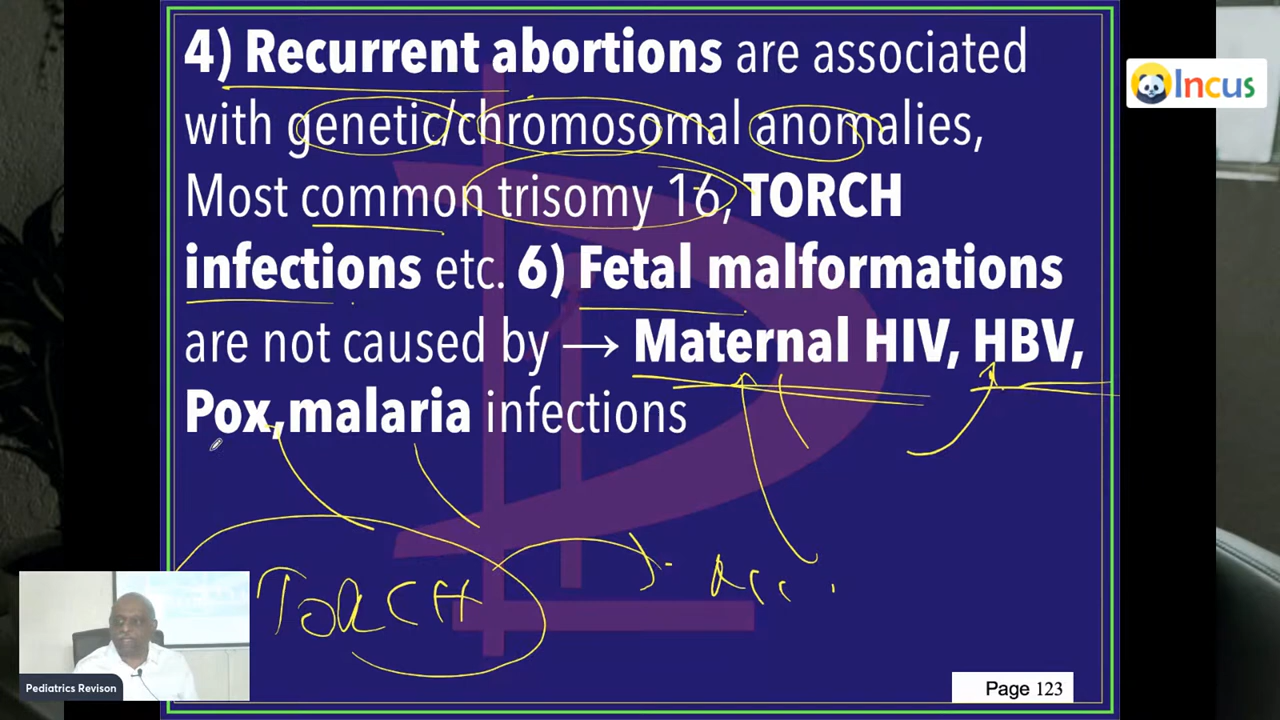 4) Recurrent abortions are associated
with genetic/chromosomal anomalies,
Most common trisomy 16, TORCH
infections etc. 6) Fetal malformations
are not caused by → Maternal HIV, HBV,
Pox,malaria infections
TORCH
Incus
Pediatrics Revison
Page 123